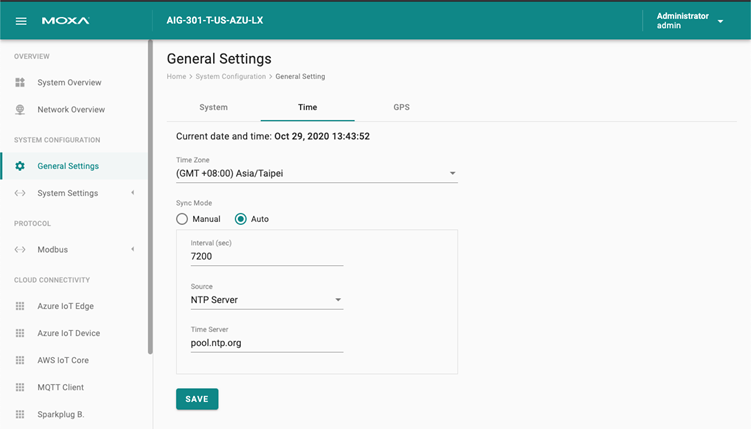 MOXA
AIG-301-T-US-AZU-LX
Administrator
admin
OVERVIEW
System Overview
Network Overview
SYSTEM CONFIGURATION
General Settings
System Settings
PROTOCOL
Modbus
CLOUD CONNECTIVITY
Azure IoT Edge
Azure IoT Device
AWS IoT Core
MQTT Client
Sparkplug B.
General Settings
Home > System Configuration > General Setting
System Time GPS
Current date and time: Oct 29, 2020 13:43:52
Time Zone
(GMT +08:00) Asia/Taipei
Sync Mode
Manual Auto
Interval (sec)
7200
Source
NTP Server
Time Server
pool.ntp.org
SAVE